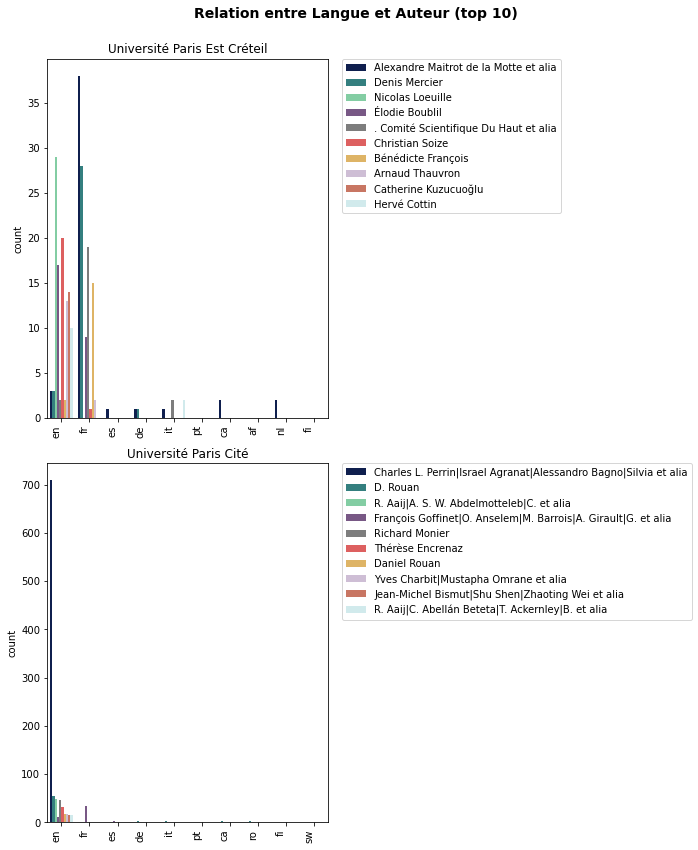 Relation entre Langue et Auteur (top 10)
Université Paris Est Créteil
Alexandre Maitrot de la Motte et alia
Denis Mercier
Nicolas Loeuille
Élodie Boublil
. Comité Scientifique Du Haut et alia
Christian Soize
Bénédicte François
Arnaud Thauvron
Catherine Kuzucuoğlu
Hervé Cottin
35
30
25
20
15
10
5
0
count
en
fr
es
de
it
pt
ca
af
nl
fi
Université Paris Cité
Charles L. Perrin|Israel Agranat|Alessandro Bagno|Silvia et alia
D. Rouan
R. Aaij|A. S. W. Abdelmotteleb|C. et alia
François Goffinet|O. Anselem|M. Barrois|A. Girault|G. et alia
Richard Monier
Thérèse Encrenaz
Daniel Rouan
Yves Charbit|Mustapha Omrane et alia
Jean-Michel Bismut|Shu Shen|Zhaoting Wei et alia
R. Aaij|C. Abellán Beteta|T. Ackernley|B. et alia
700
600
500
400
300
200
100
0
count
en
fr
es
de
it
pt
ca
ro
fi
sw